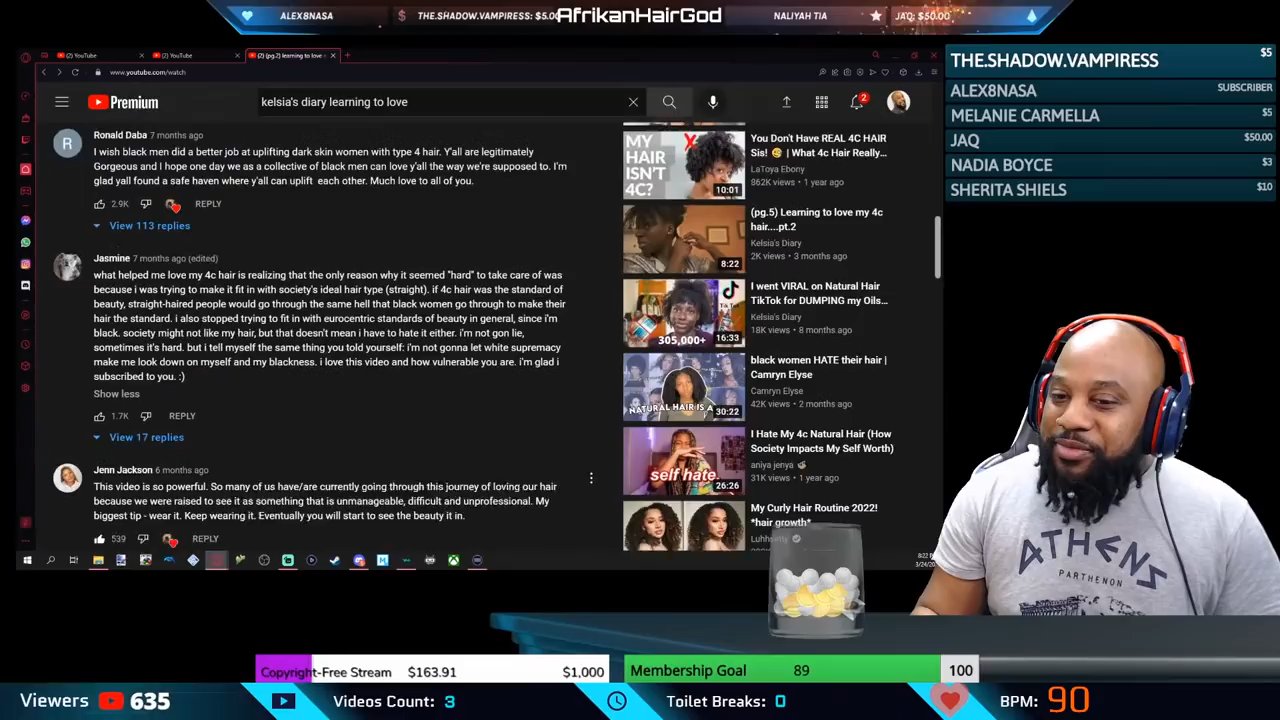 ALEX8NASA
THE.SHADOW.VAMPIRESS: $5.00
AfrikanHairGod
NALIYAH TIA
JAQ: $50.00
(2) YouTube
(2) YouTube
(2) (pg.2) learning to love
www.youtube.com/watch
Premium
kelsia's diary learning to love
2
R
Ronald Daba 7 months ago
I wish black men did a better job at uplifting dark skin women with type 4 hair. Y'all are legitimately
Gorgeous and I hope one day we as a collective of black men can love y'all the way we're supposed to. I'm
glad yall found a safe haven where y'all can uplift each other. Much love to all of you.
2.9K REPLY
View 113 replies
Jasmine 7 months ago (edited)
what helped me love my 4c hair is realizing that the only reason why it seemed "hard" to take care of was
because i was trying to make it fit in with society's ideal hair type (straight). if 4c hair was the standard of
beauty, straight-haired people would go through the same hell that black women go through to make their
hair the standard. i also stopped trying to fit in with eurocentric standards of beauty in general, since i'm
black. society might not like my hair, but that doesn't mean i have to hate it either. i'm not gon lie,
sometimes it's hard. but i tell myself the same thing you told yourself: i'm not gonna let white supremacy
make me look down on myself and my blackness. i love this video and how vulnerable you are. i'm glad i
subscribed to you. :)
Show less
1.7K REPLY
View 17 replies
Jenn Jackson 6 months ago
This video is so powerful. So many of us have/are currently going through this journey of loving our hair
because we were raised to see it as something that is unmanageable, difficult and unprofessional. My
biggest tip - wear it. Keep wearing it. Eventually you will start to see the beauty it in.
539 REPLY
MY
HAIR
ISN'T
4C?
10:01
You Don't Have REAL 4C HAIR
Sis! | What 4c Hair Really...
LaToya Ebony
862K views • 1 year ago
8:22
(pg.5) Learning to love my 4c
hair....pt.2
Kelsia's Diary
2K views • 3 months ago
305,000+
16:33
I went VIRAL on Natural Hair
TikTok for DUMPING my Oils...
18K views • 8 months ago
NATURAL HAIR IS A
30:22
black women HATE their hair |
Camryn Elyse
Camryn Elyse
42K views • 2 months ago
self hate.
26:26
I Hate My 4c Natural Hair (How
Society Impacts My Self Worth)
aniya jenya
31K views • 1 year ago
My Curly Hair Routine 2022!
*hair growth*
THE.SHADOW.VAMPIRESS $5
ALEX8NASA SUBSCRIBER
MELANIE CARMELLA $5
JAQ $50.00
NADIA BOYCE $3
SHERITA SHIELS $10
ATHENS
PARTHENON
Copyright-Free Stream $163.91 $1,000
Membership Goal 89 100
Viewers 635
Videos Count: 3
Toilet Breaks: 0
BPM: 90